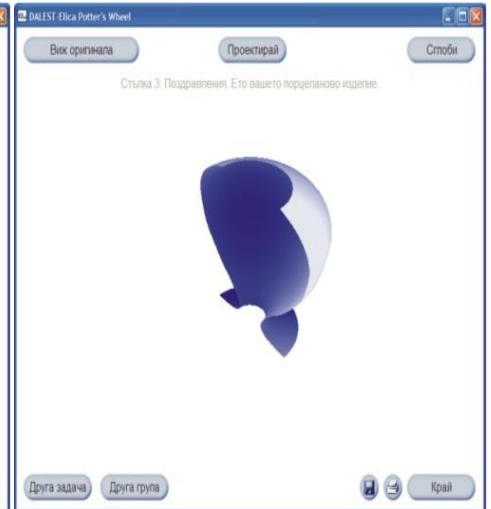 DALEST-Elica Potter's Wheel
Виж оригинала Проектирай Сглоби
Стъпка 3: Поздравления. Ето вашето порцеланово изделие.
Друга задача Друга група Край